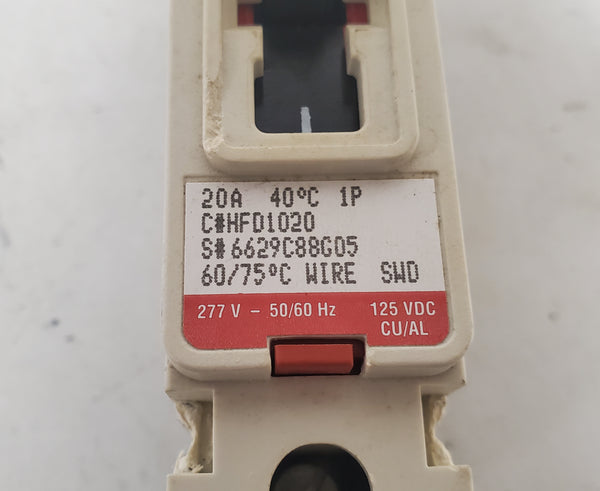 20A 40°C 1P
C#HFD1020
S#6629C88G05
60/75°C WIRE SWD
277 V - 50/60 Hz 125 VDC
CU/AL